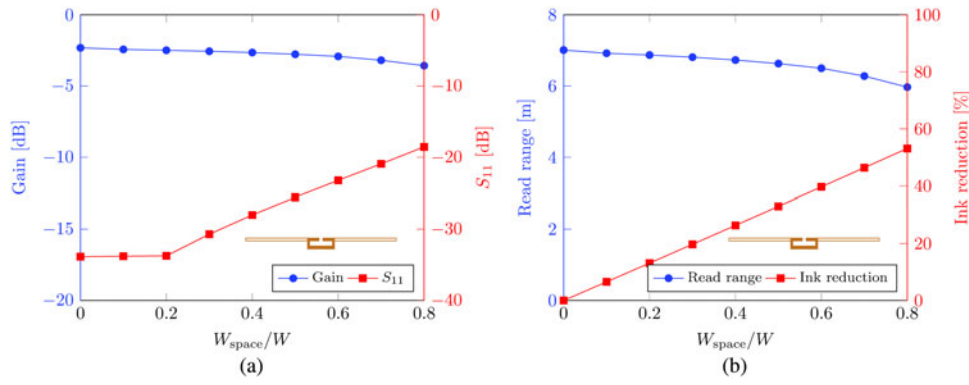 0
−5
−10
−15
−20
Gain [dB]
0
−10
−20
−30
−40
S11 [dB]
Gain
S11
0
0.2
0.4
0.6
0.8
Wspace/W
(a)
8
6
4
2
0
Read range [m]
100
80
60
40
20
0
Ink reduction [%]
Read range
Ink reduction
0
0.2
0.4
0.6
0.8
Wspace/W
(b)